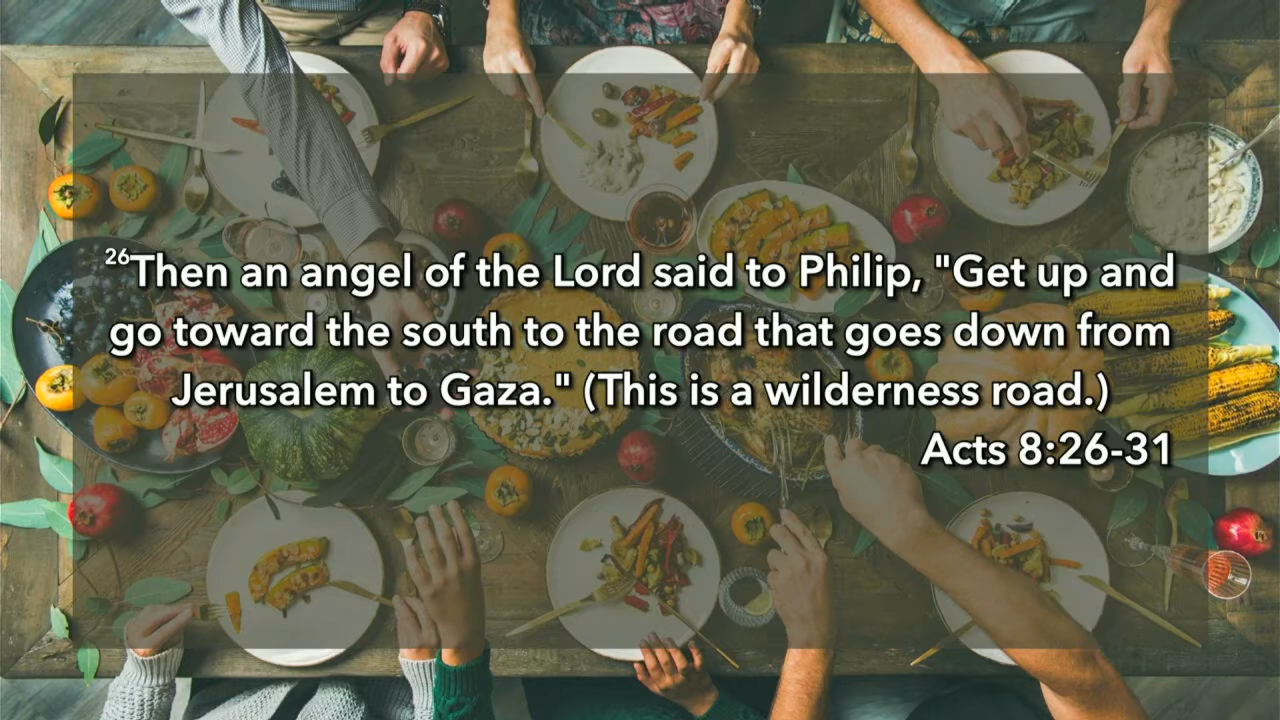 26Then an angel of the Lord said to Philip, "Get up and
go toward the south to the road that goes down from
Jerusalem to Gaza." (This is a wilderness road.)
Acts 8:26-31